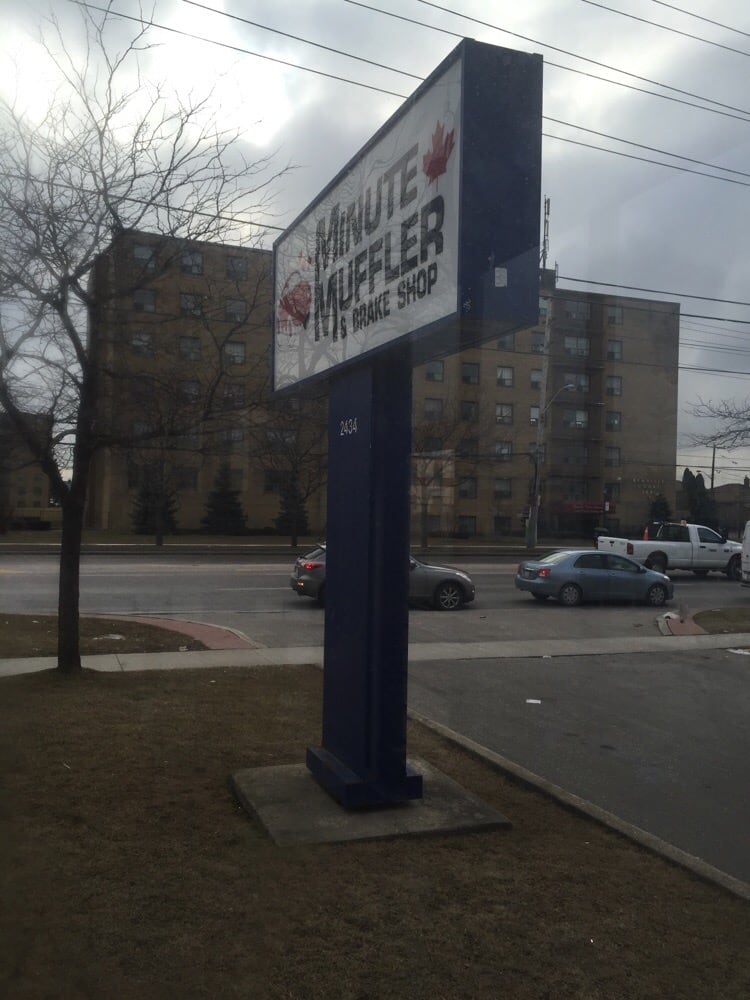 MINUTE
MUFFLER
& BRAKE SHOP
2434